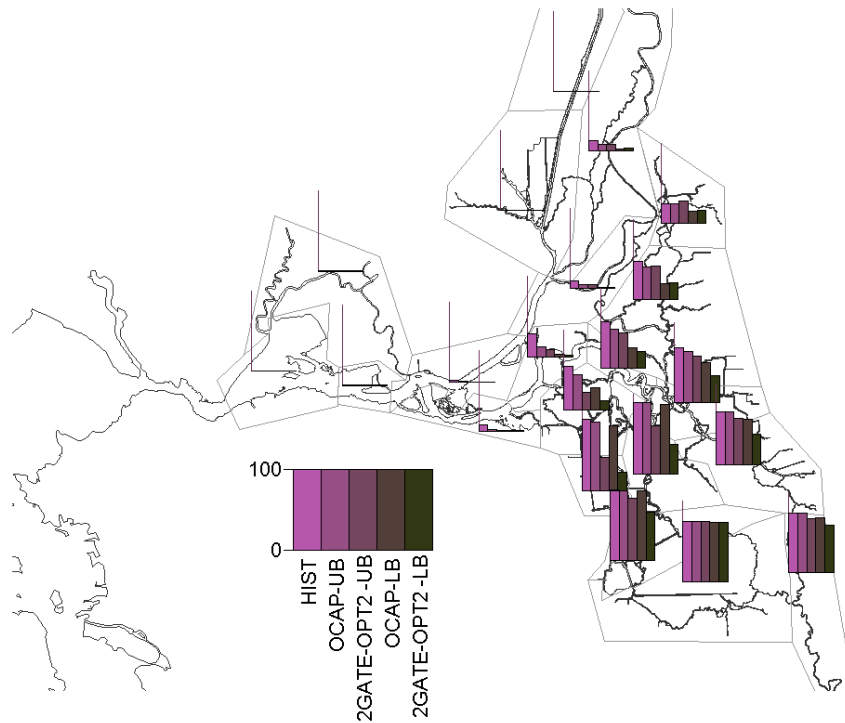 100
0
HIST
OCAP-UB
2GATE-OPT2 -UB
OCAP-LB
2GATE-OPT2 -LB